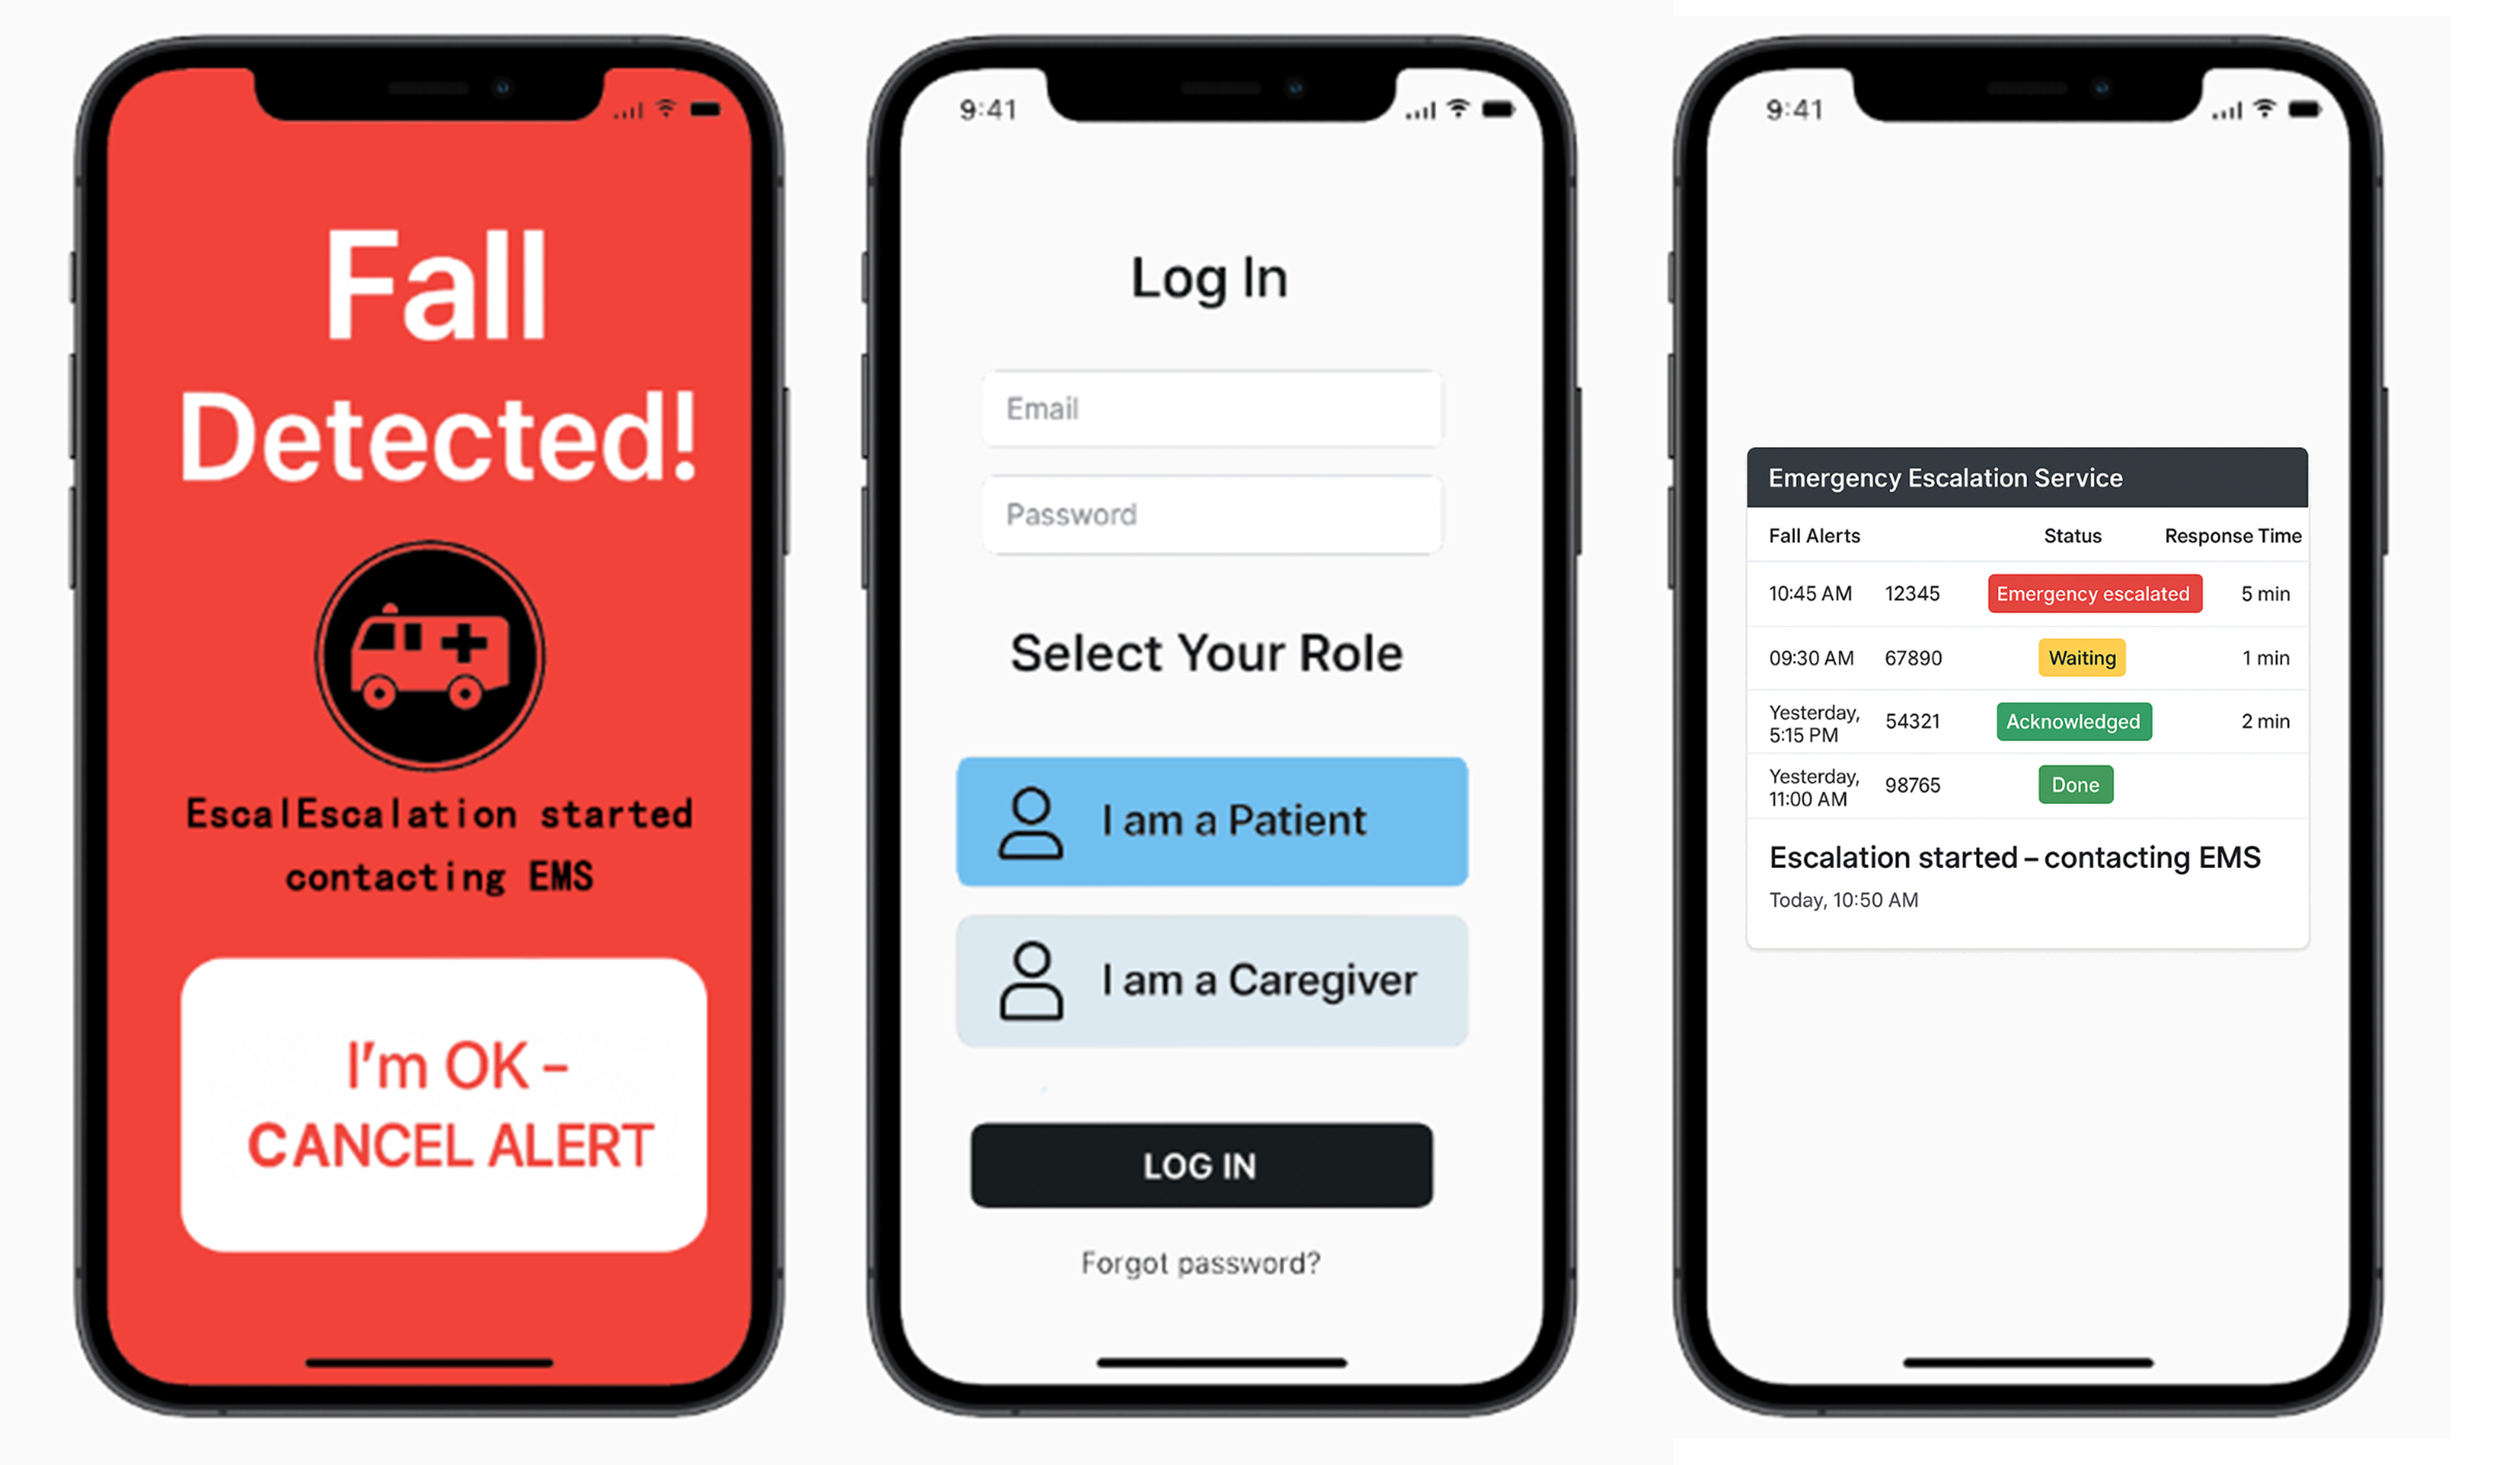 Fall
Detected!
EscalEscalation started
contacting EMS
I'm OK –
CANCEL ALERT
9:41
Log In
Email
Password
Select Your Role
I am a Patient
I am a Caregiver
LOG IN
Forgot password?
9:41
Emergency Escalation Service
Fall Alerts Status Response Time
10:45 AM 12345 Emergency escalated 5 min
09:30 AM 67890 Waiting 1 min
Yesterday,
5:15 PM 54321 Acknowledged 2 min
Yesterday,
11:00 AM 98765 Done
Escalation started – contacting EMS
Today, 10:50 AM